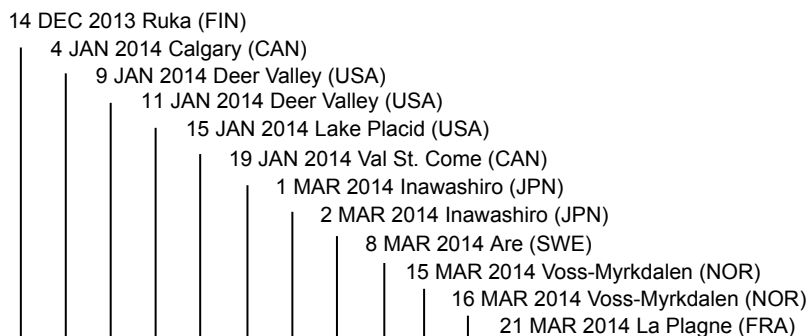 14 DEC 2013 Ruka (FIN)
4 JAN 2014 Calgary (CAN)
9 JAN 2014 Deer Valley (USA)
11 JAN 2014 Deer Valley (USA)
15 JAN 2014 Lake Placid (USA)
19 JAN 2014 Val St. Come (CAN)
1 MAR 2014 Inawashiro (JPN)
2 MAR 2014 Inawashiro (JPN)
8 MAR 2014 Are (SWE)
15 MAR 2014 Voss-Myrkdalen (NOR)
16 MAR 2014 Voss-Myrkdalen (NOR)
21 MAR 2014 La Plagne (FRA)